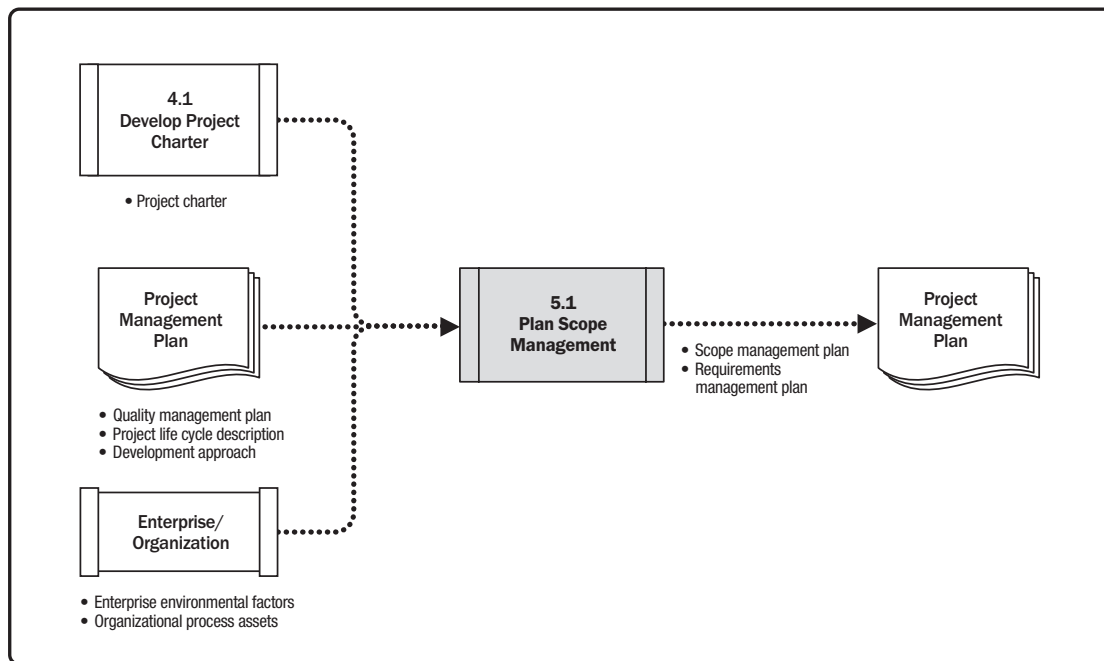 4.1
Develop Project
Charter
• Project charter
Project
Management
Plan
• Quality management plan
• Project life cycle description
• Development approach
Enterprise/
Organization
• Enterprise environmental factors
• Organizational process assets
5.1
Plan Scope
Management
• Scope management plan
• Requirements
management plan
Project
Management
Plan